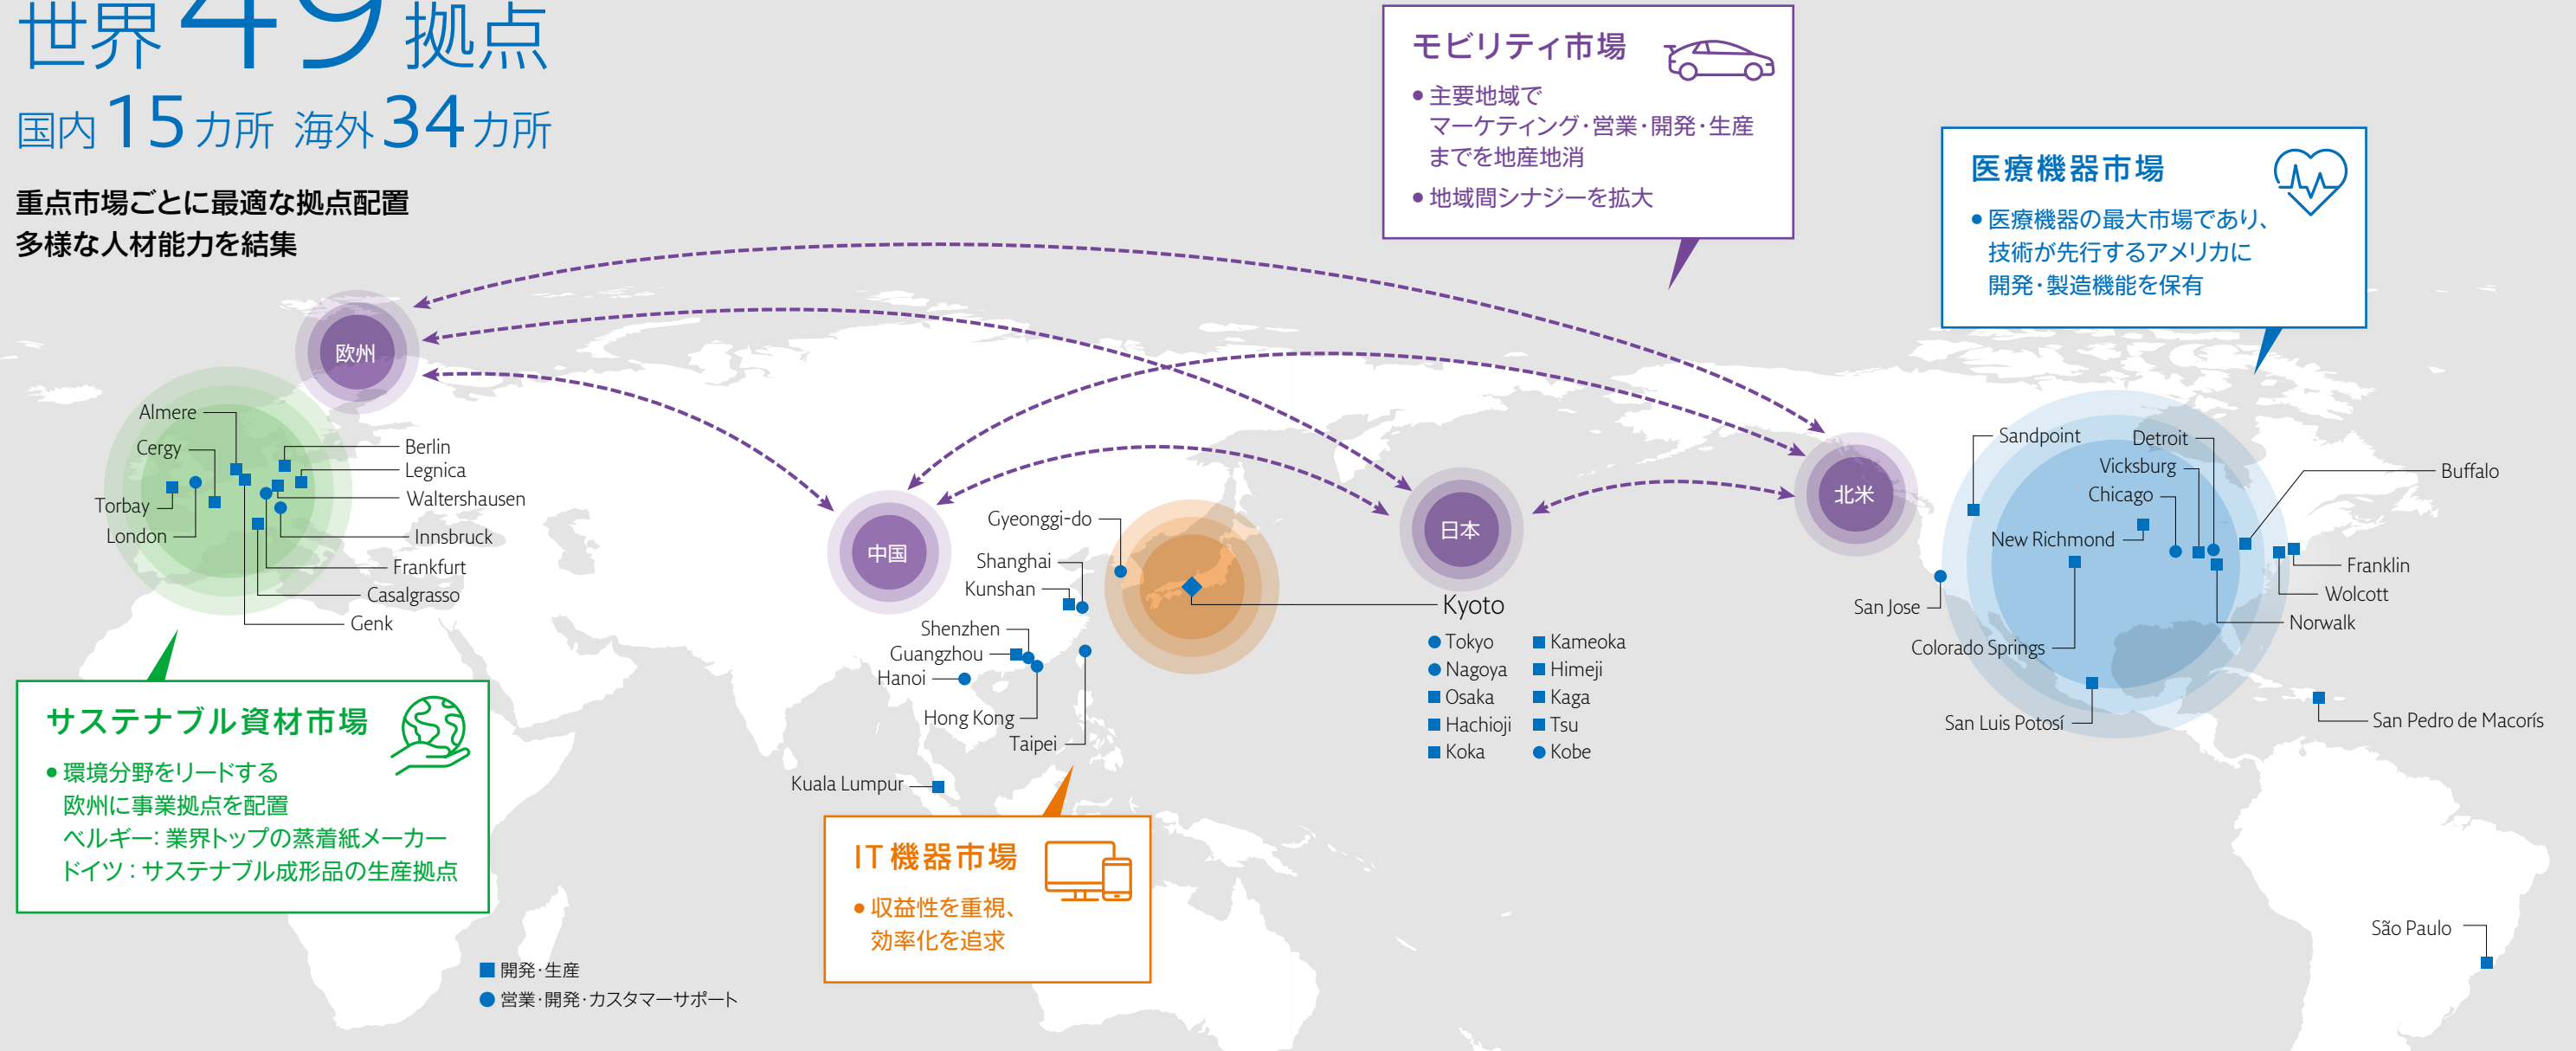 世界 49 拠点
国内 15 カ所 海外 34 カ所
重点市場ごとに最適な拠点配置
多様な人材能力を結集
モビリティ市場
• 主要地域で
マーケティング・営業・開発・生産
までを地産地消
• 地域間シナジーを拡大
医療機器市場
• 医療機器の最大市場であり、
技術が先行するアメリカに
開発・製造機能を保有
欧州
中国
日本
北米
Almere
Cergy
Torbay
London
Berlin
Legnica
Waltershausen
Innsbruck
Frankfurt
Casalgrasso
Genk
Gyeonggi-do
Shanghai
Kunshan
Shenzhen
Guangzhou
Hanoi
Hong Kong
Taipei
Kuala Lumpur
Kyoto
Tokyo
Nagoya
Osaka
Hachioji
Koka
Kameoka
Himeji
Kaga
Tsu
Kobe
Sandpoint
Detroit
Vicksburg
Chicago
New Richmond
Buffalo
Franklin
Wolcott
Norwalk
San Jose
Colorado Springs
San Luis Potosí
San Pedro de Macorís
São Paulo
サステナブル資材市場
• 環境分野をリードする
欧州に事業拠点を配置
ベルギー：業界トップの蒸着紙メーカー
ドイツ：サステナブル成形品の生産拠点
IT機器市場
• 収益性を重視、
効率化を追求
■ 開発・生産
● 営業・開発・カスタマーサポート